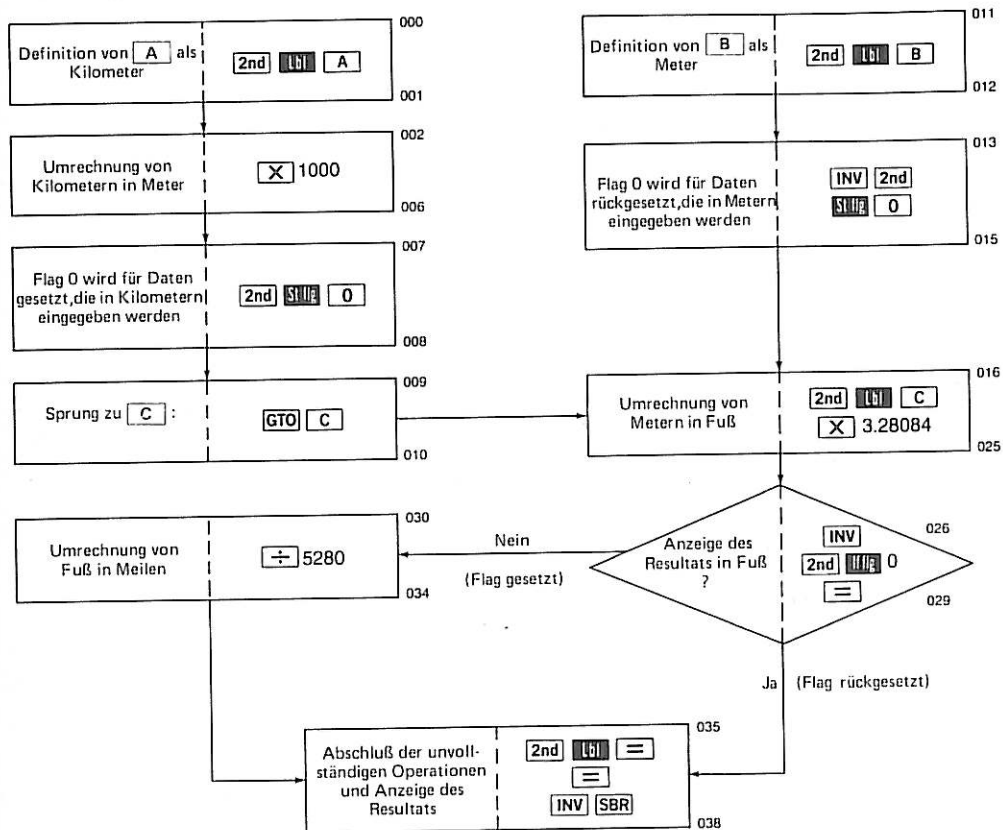 000
Definition von A als
Kilometer
2nd Lbl A
001
002
Umrechnung von
Kilometern in Meter
X 1000
006
007
Flag 0 wird für Daten
gesetzt,die in Kilometern
eingegeben werden
2nd St flg 0
008
009
Sprung zu C :
GTO C
010
011
Definition von B als
Meter
2nd Lbl B
012
013
Flag 0 wird für Daten
rückgesetzt,die in Metern
eingegeben werden
INV 2nd
St flg 0
015
016
Umrechnung von
Metern in Fuß
2nd Lbl C
X 3.28084
025
026
Anzeige des
Resultats in Fuß
?
INV
2nd If flg 0
=
029
Nein
(Flag gesetzt)
030
Umrechnung von
Fuß in Meilen
÷ 5280
034
Ja (Flag rückgesetzt)
035
Abschluß der unvoll-
ständigen Operationen
und Anzeige des
Resultats
2nd Lbl =
=
INV SBR
038